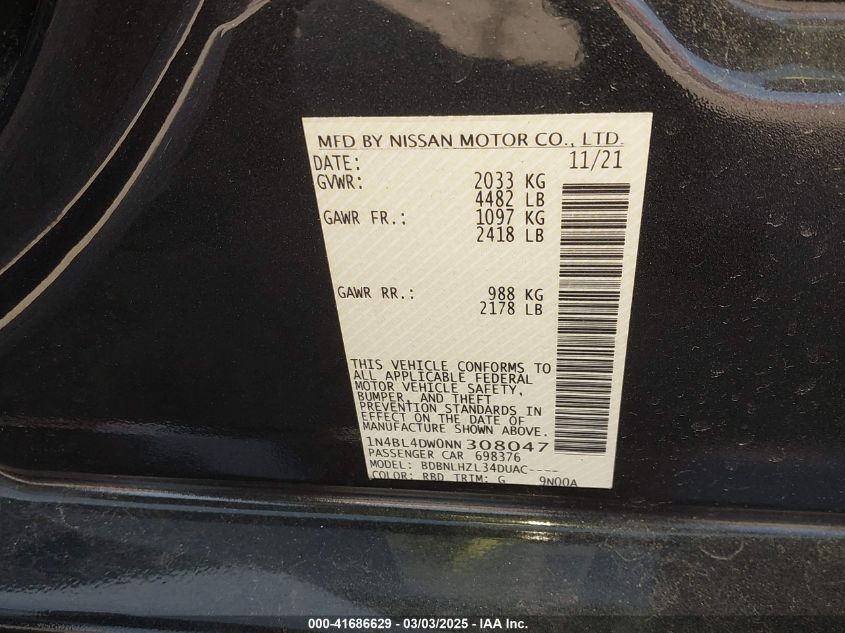 MFD BY NISSAN MOTOR CO., LTD.
DATE: 11/21
GVWR: 2033 KG
4482 LB
GAWR FR.: 1097 KG
2418 LB
GAWR RR.: 988 KG
2178 LB
THIS VEHICLE CONFORMS TO
ALL APPLICABLE FEDERAL
MOTOR VEHICLE SAFETY,
BUMPER, AND THEFT
PREVENTION STANDARDS IN
EFFECT ON THE DATE OF
MANUFACTURE SHOWN ABOVE.
1N4BL4DW0NN308047
PASSENGER CAR 698376
MODEL: BDBNLHZL34DUAC----
COLOR: RBD TRIM: G 9N00A
000-41686629 - 03/03/2025 - IAA Inc.